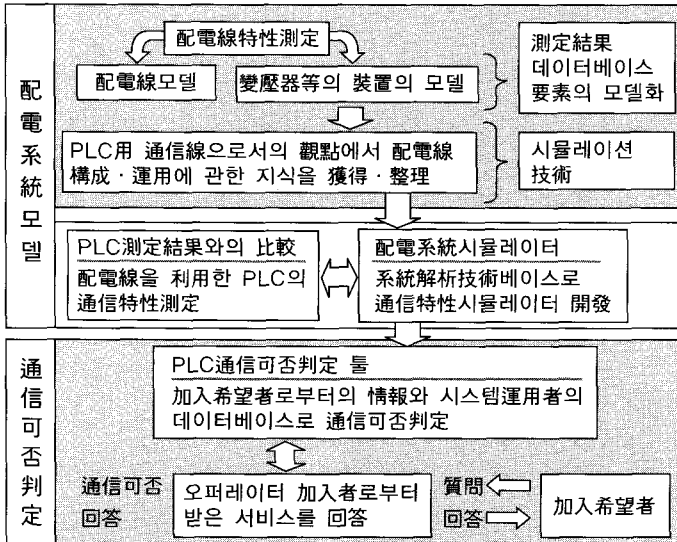 配電系統모델
配電線特性測定
配電線모델
變壓器等의 裝置의 모델
測定結果
데이터베이스
要素의 모델화
PLC用 通信線으로서의 觀點에서 配電線
構成·運用에 관한 지식을 獲得·整理
시뮬레이션
技術
PLC測定結果와의 比較
配電線을 利用한 PLC의
通信特性測定
配電系統시뮬레이터
系統解析技術베이스로
通信特性시뮬레이터 開發
通信可否判定
PLC通信可否判定 툴
加入希望者로부터의 情報와 시스템運用者의
데이터베이스로 通信可否判定
通信可否
回答
오퍼레이터 加入者로부터
받은 서비스를 回答
質問
回答
加入希望者